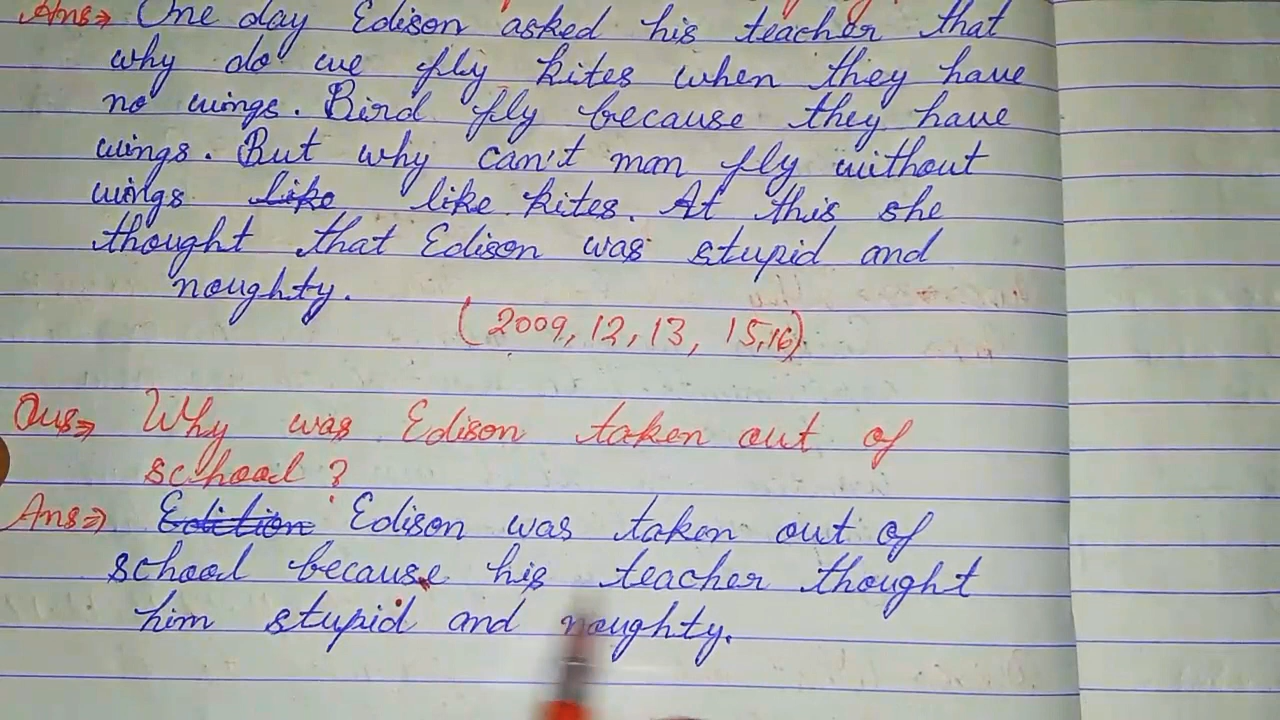 Ans⇒ One day Edison asked his teacher that
why do we fly kites when they have
no wings. Bird fly because they have
wings. But why can't man fly without
wings like like kites. At this she
thought that Edison was stupid and
noughty.
(2009, 12, 13, 15, 16)
Ques⇒ Why was Edison taken out of
school?
Ans⇒ Edition Edison was taken out of
school because his teacher thought
him stupid and noughty.